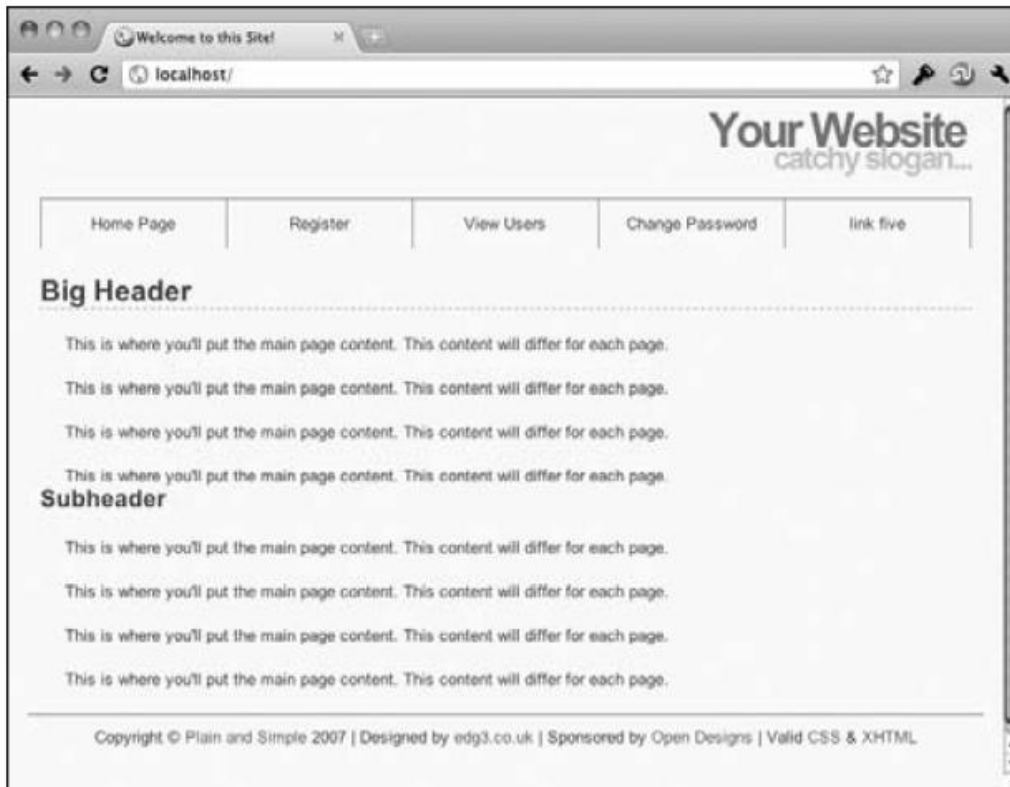 Welcome to this Site!
localhost/
Your Website
catchy slogan...
Home Page Register View Users Change Password link five
Big Header
This is where you'll put the main page content. This content will differ for each page.
This is where you'll put the main page content. This content will differ for each page.
This is where you'll put the main page content. This content will differ for each page.
This is where you'll put the main page content. This content will differ for each page.
Subheader
This is where you'll put the main page content. This content will differ for each page.
This is where you'll put the main page content. This content will differ for each page.
This is where you'll put the main page content. This content will differ for each page.
This is where you'll put the main page content. This content will differ for each page.
Copyright © Plain and Simple 2007 | Designed by edg3.co.uk | Sponsored by Open Designs | Valid CSS & XHTML